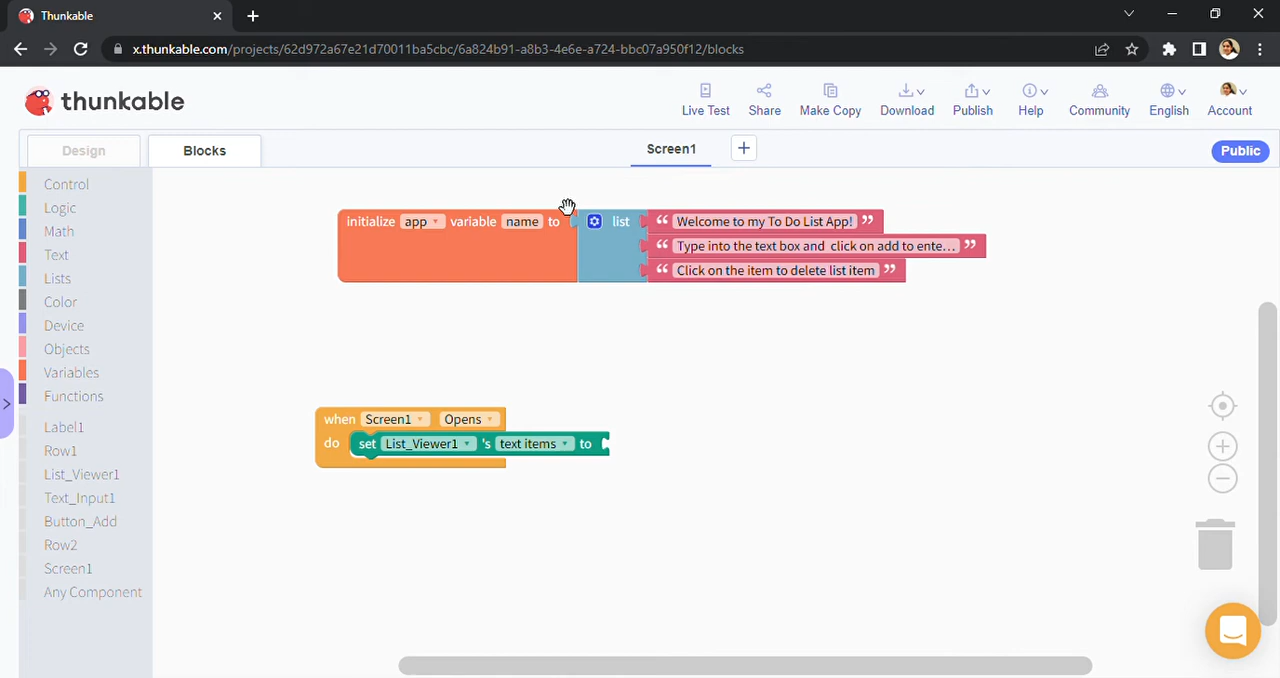 Thunkable
x.thunkable.com/projects/62d972a67e21d70011ba5cbc/6a824b91-a8b3-4e6e-a724-bbc07a950f12/blocks
thunkable
Live Test Share Make Copy Download Publish Help Community English Account
Design Blocks Screen1 + Public
Control
Logic
Math
Text
Lists
Color
Device
Objects
Variables
Functions
Label1
Row1
List_Viewer1
Text_Input1
Button_Add
Row2
Screen1
Any Component
initialize app variable name to list “ Welcome to my To Do List App! ”
“ Type into the text box and click on add to ente... ”
“ Click on the item to delete list item ”
when Screen1 Opens
do set List_Viewer1 's text items to